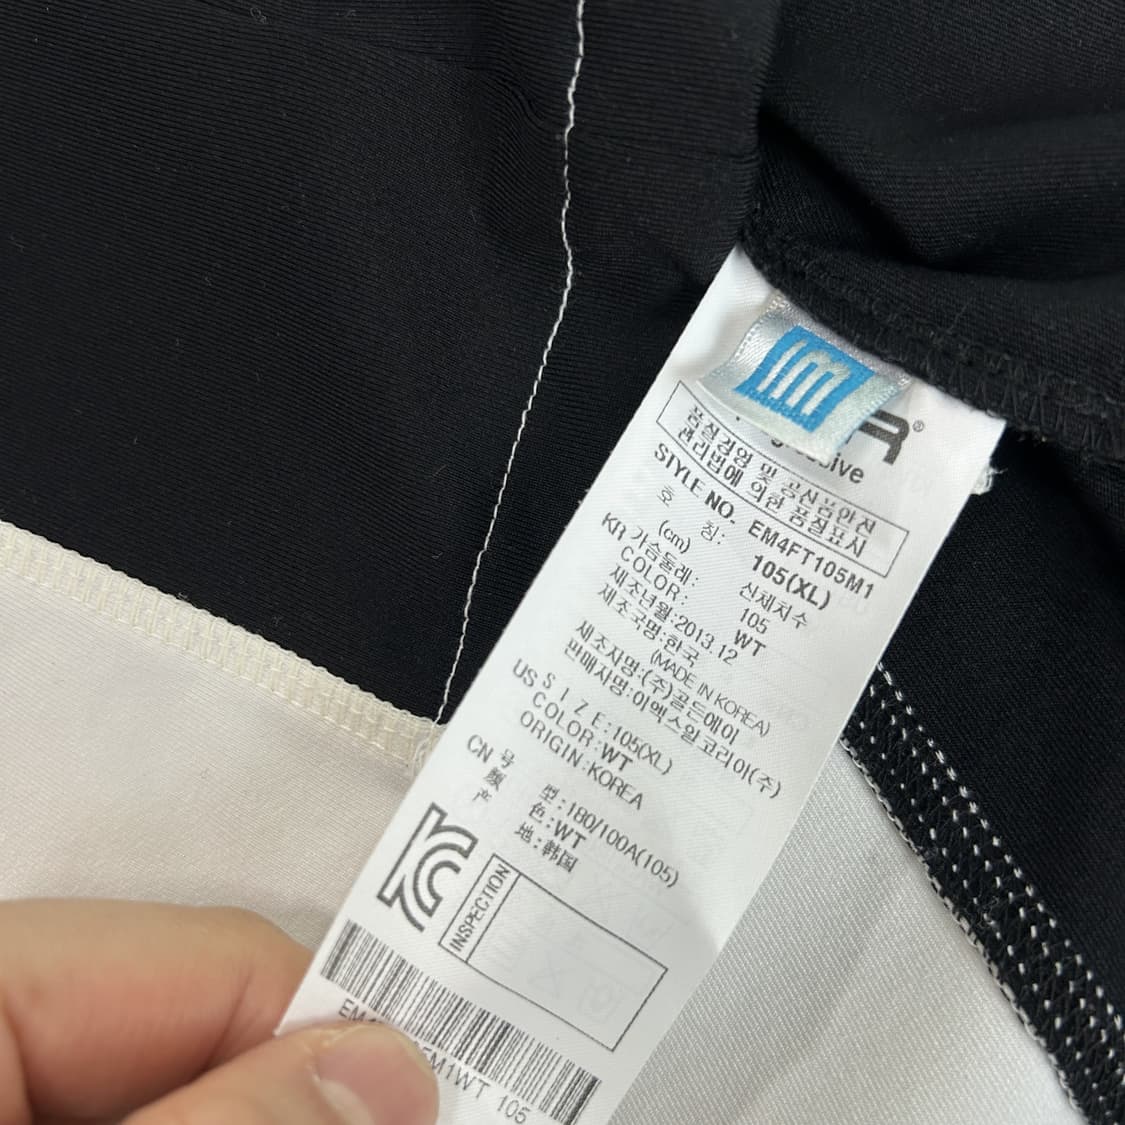 R®
ive
품질경영 및 공산품안전
관리법에 의한 품질표시
STYLE NO. EM4FT105M1
호 칭: 105(XL)
(cm) 신체치수
KR 가슴둘레: 105
COLOR: WT
제조년월:2013.12
제조국명:한국
(MADE IN KOREA)
제조자명:(주)골든에이
판매자명:이엑스알코리아(주)
US SIZE:105(XL)
COLOR:WT
ORIGIN:KOREA
CN 号 型:180/100A(105)
颜 色:WT
产 地:韩国
INSPECTION
5M1WT 105